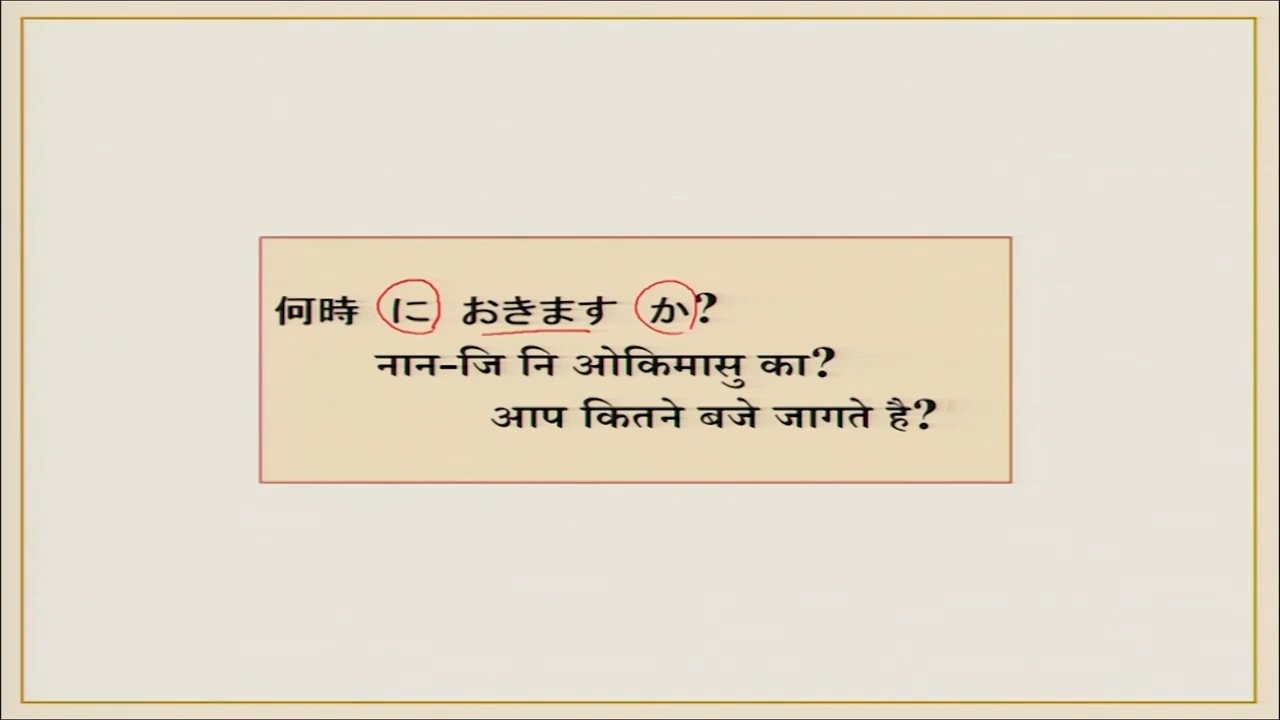 何時 に おきます か?
नान-जि नि ओकिमासु का?
आप कितने बजे जागते है?